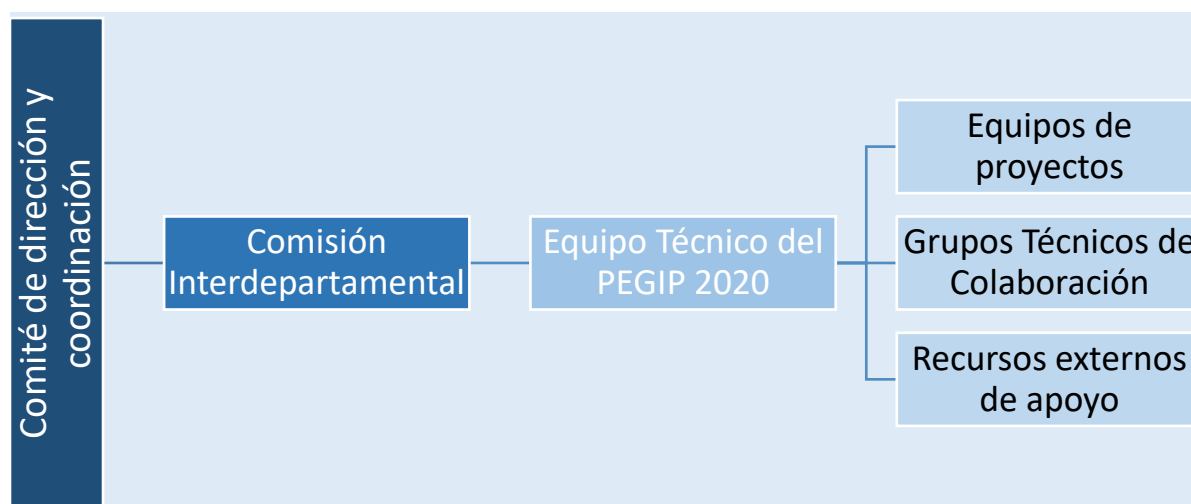 Comité de dirección y
coordinación
Comisión
Interdepartamental
Equipo Técnico del
PEGIP 2020
Equipos de
proyectos
Grupos Técnicos de
Colaboración
Recursos externos
de apoyo